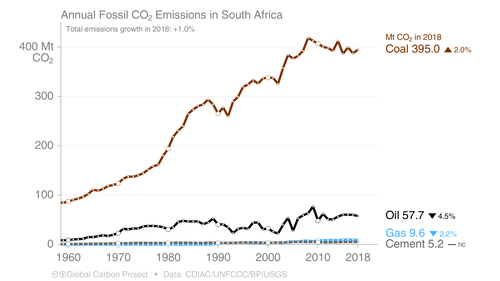 Annual Fossil CO₂ Emissions in South Africa
Total emissions growth in 2018: +1.0%
Mt CO₂ in 2018
Coal 395.0 ▲ 2.0%
400 Mt
CO₂
300
200
100
0
Oil 57.7 ▼ 4.5%
Gas 9.6 ▼ 2.2%
Cement 5.2 — nc
1960 1970 1980 1990 2000 2010 2018
Global Carbon Project • Data: CDIAC/UNFCCC/BP/USGS